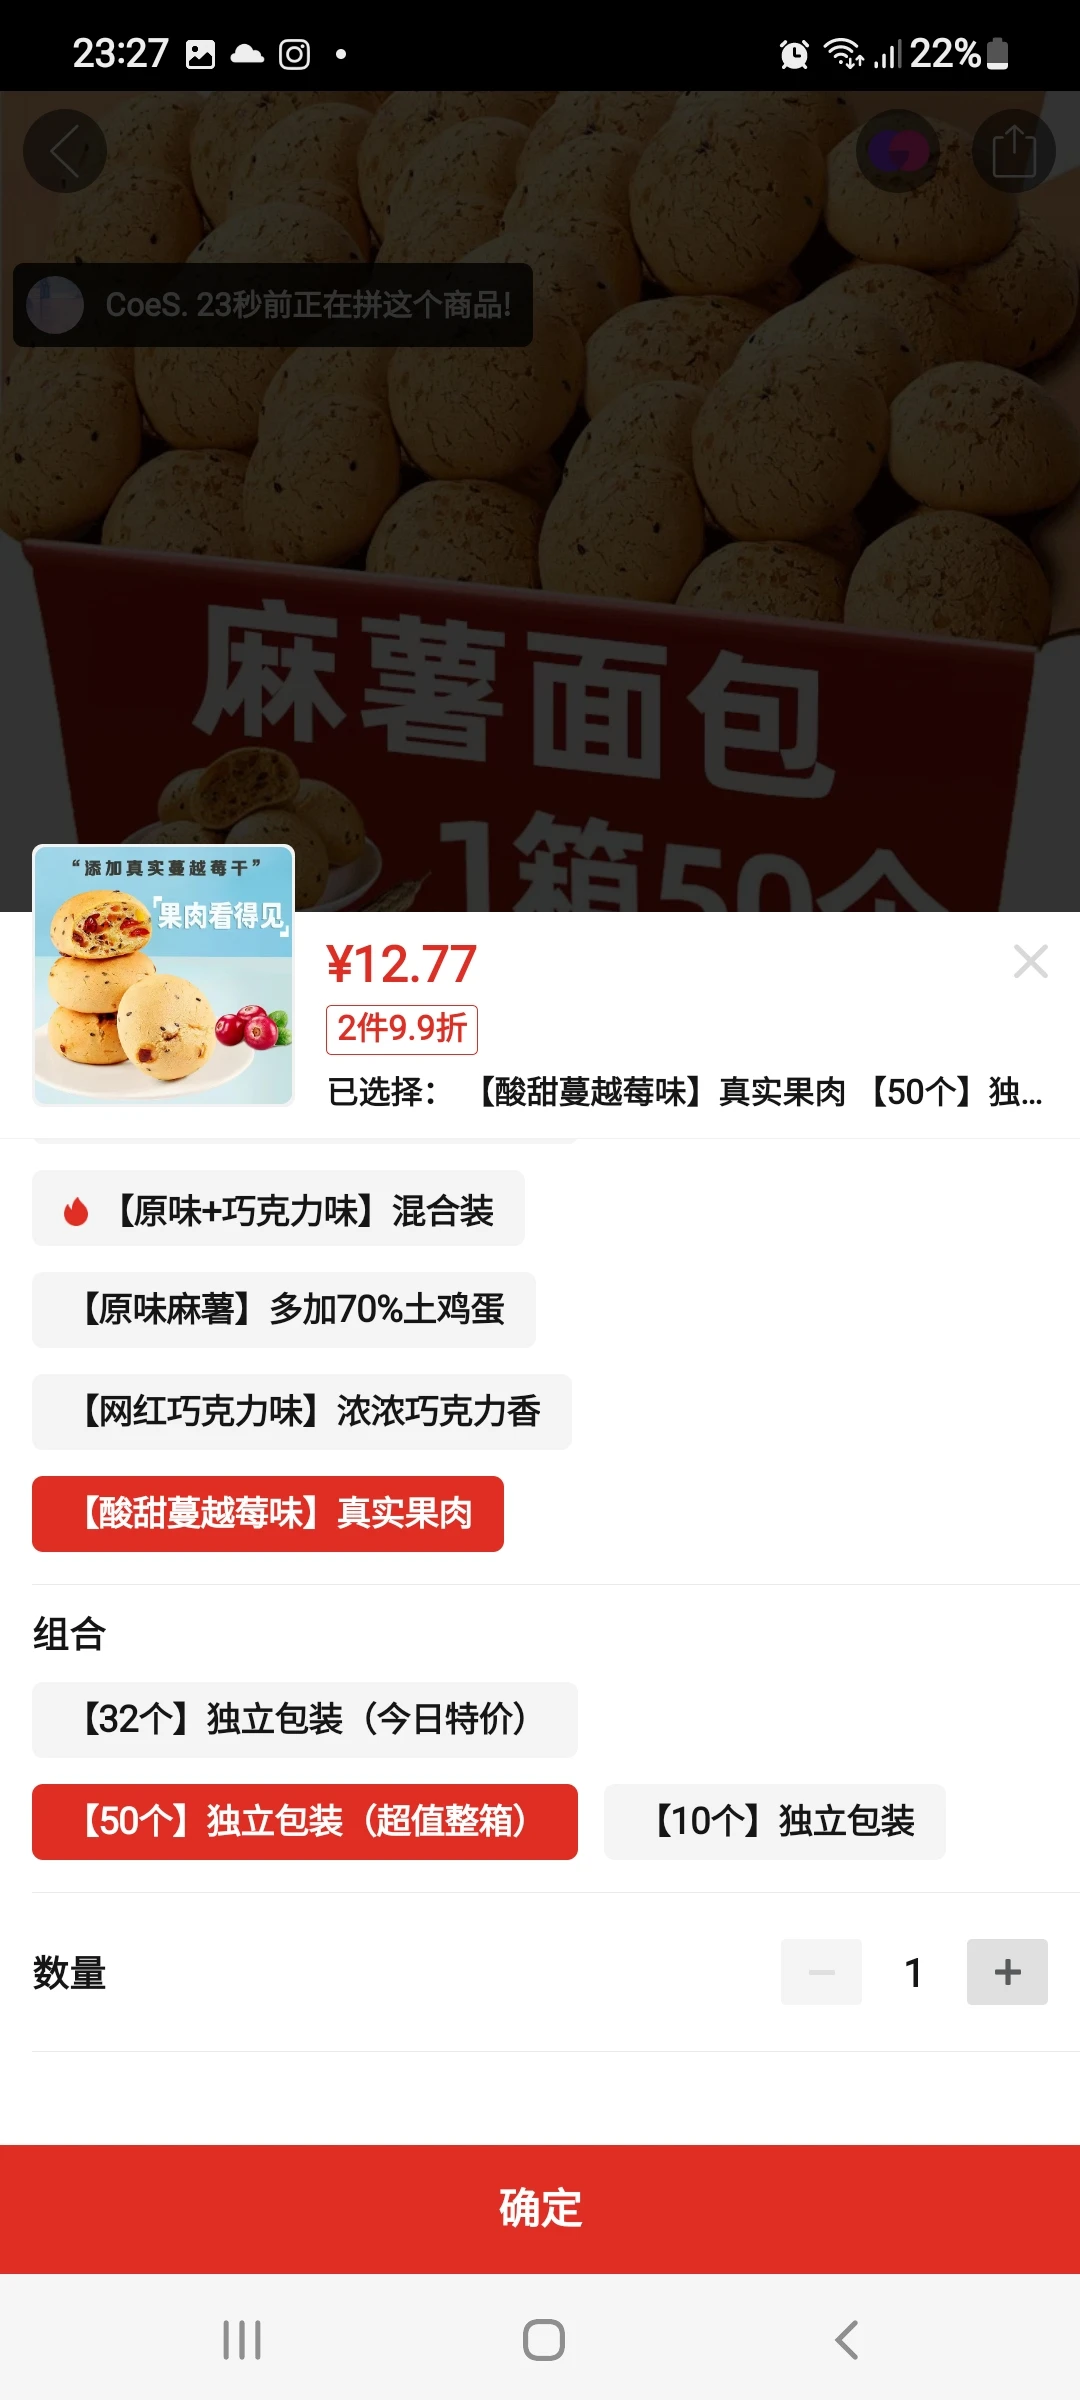 23:27
22%
CoeS. 23秒前正在拼这个商品!
麻薯面包
1箱50个
“添加真实蔓越莓干”
「果肉看得见」
¥12.77
2件9.9折
已选择： 【酸甜蔓越莓味】真实果肉 【50个】独...
【原味+巧克力味】混合装
【原味麻薯】多加70%土鸡蛋
【网红巧克力味】浓浓巧克力香
【酸甜蔓越莓味】真实果肉
组合
【32个】独立包装（今日特价）
【50个】独立包装（超值整箱）
【10个】独立包装
数量
1
确定